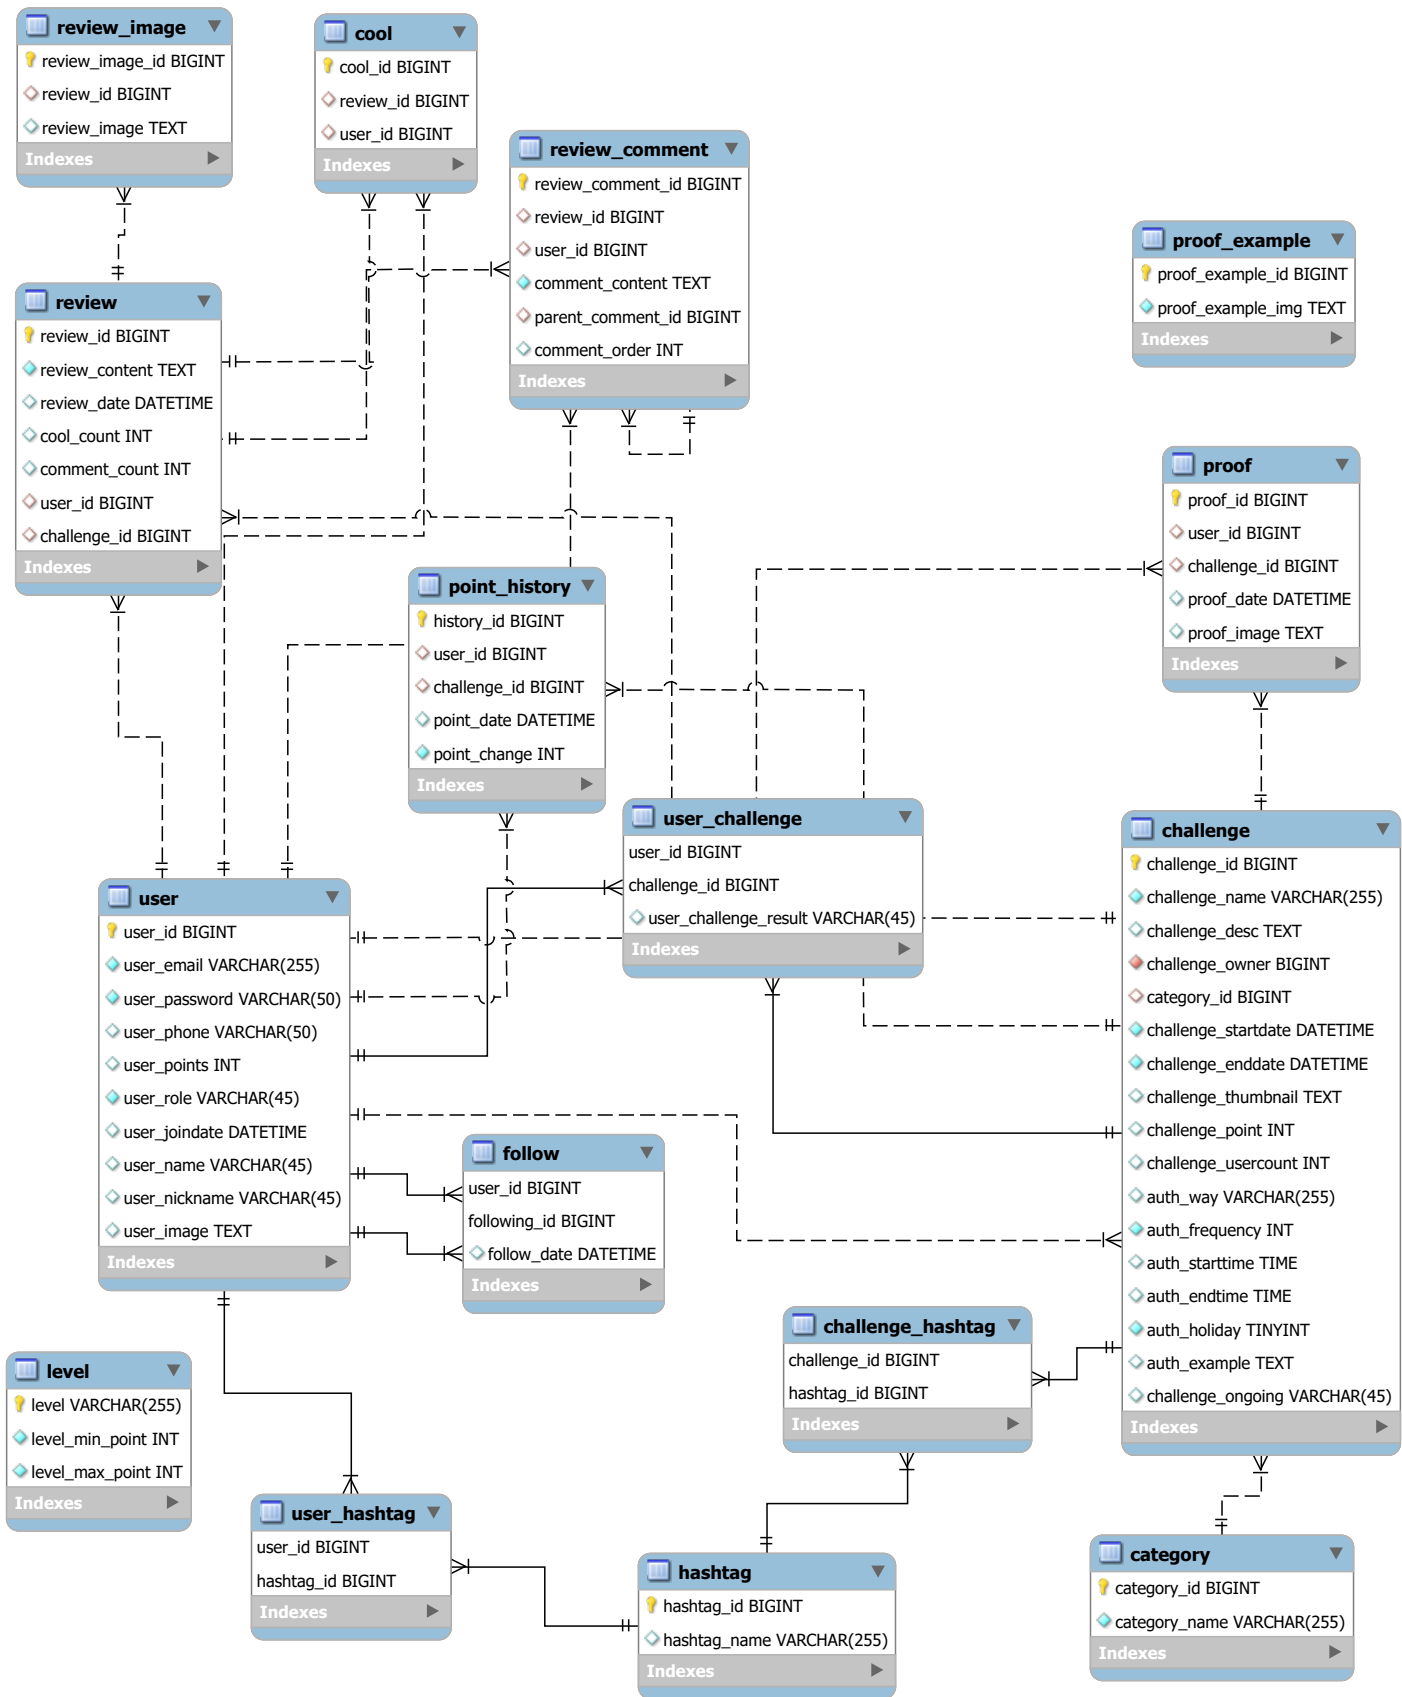 review_image
review_image_id BIGINT
review_id BIGINT
review_image TEXT
Indexes
cool
cool_id BIGINT
review_id BIGINT
user_id BIGINT
Indexes
review_comment
review_comment_id BIGINT
review_id BIGINT
user_id BIGINT
comment_content TEXT
parent_comment_id BIGINT
comment_order INT
Indexes
proof_example
proof_example_id BIGINT
proof_example_img TEXT
Indexes
review
review_id BIGINT
review_content TEXT
review_date DATETIME
cool_count INT
comment_count INT
user_id BIGINT
challenge_id BIGINT
Indexes
proof
proof_id BIGINT
user_id BIGINT
challenge_id BIGINT
proof_date DATETIME
proof_image TEXT
Indexes
point_history
history_id BIGINT
user_id BIGINT
challenge_id BIGINT
point_date DATETIME
point_change INT
Indexes
user_challenge
user_id BIGINT
challenge_id BIGINT
user_challenge_result VARCHAR(45)
Indexes
challenge
challenge_id BIGINT
challenge_name VARCHAR(255)
challenge_desc TEXT
challenge_owner BIGINT
category_id BIGINT
challenge_startdate DATETIME
challenge_enddate DATETIME
challenge_thumbnail TEXT
challenge_point INT
challenge_usercount INT
auth_way VARCHAR(255)
auth_frequency INT
auth_starttime TIME
auth_endtime TIME
auth_holiday TINYINT
auth_example TEXT
challenge_ongoing VARCHAR(45)
Indexes
user
user_id BIGINT
user_email VARCHAR(255)
user_password VARCHAR(50)
user_phone VARCHAR(50)
user_points INT
user_role VARCHAR(45)
user_joindate DATETIME
user_name VARCHAR(45)
user_nickname VARCHAR(45)
user_image TEXT
Indexes
follow
user_id BIGINT
following_id BIGINT
follow_date DATETIME
Indexes
challenge_hashtag
challenge_id BIGINT
hashtag_id BIGINT
Indexes
level
level VARCHAR(255)
level_min_point INT
level_max_point INT
Indexes
user_hashtag
user_id BIGINT
hashtag_id BIGINT
Indexes
hashtag
hashtag_id BIGINT
hashtag_name VARCHAR(255)
Indexes
category
category_id BIGINT
category_name VARCHAR(255)
Indexes